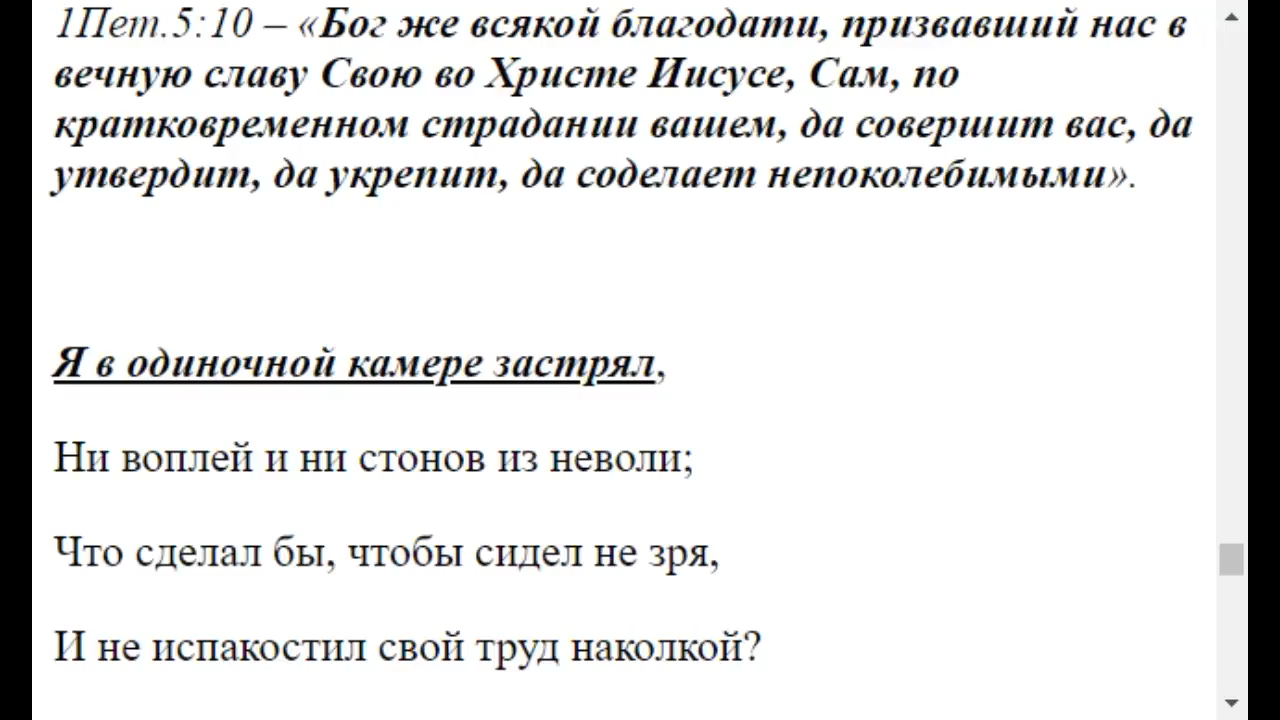 1Пет.5:10 – «Бог же всякой благодати, призвавший нас в
вечную славу Свою во Христе Иисусе, Сам, по
кратковременном страдании вашем, да совершит вас, да
утвердит, да укрепит, да соделает непоколебимыми».
Я в одиночной камере застрял,
Ни воплей и ни стонов из неволи;
Что сделал бы, чтобы сидел не зря,
И не испакостил свой труд наколкой?